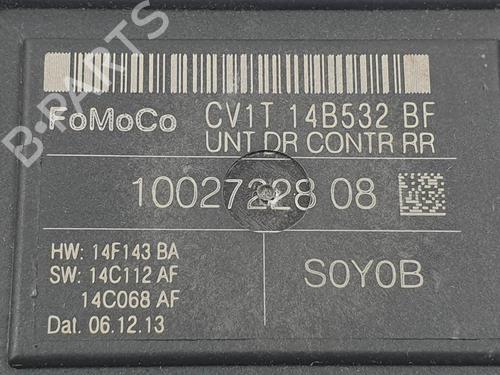 B-PARTS
FoMoCo CV1T 14B532 BF
UNT DR CONTR RR
10027228 08
HW: 14F143 BA
SW: 14C112 AF
14C068 AF
Dat. 06.12.13
S0Y0B